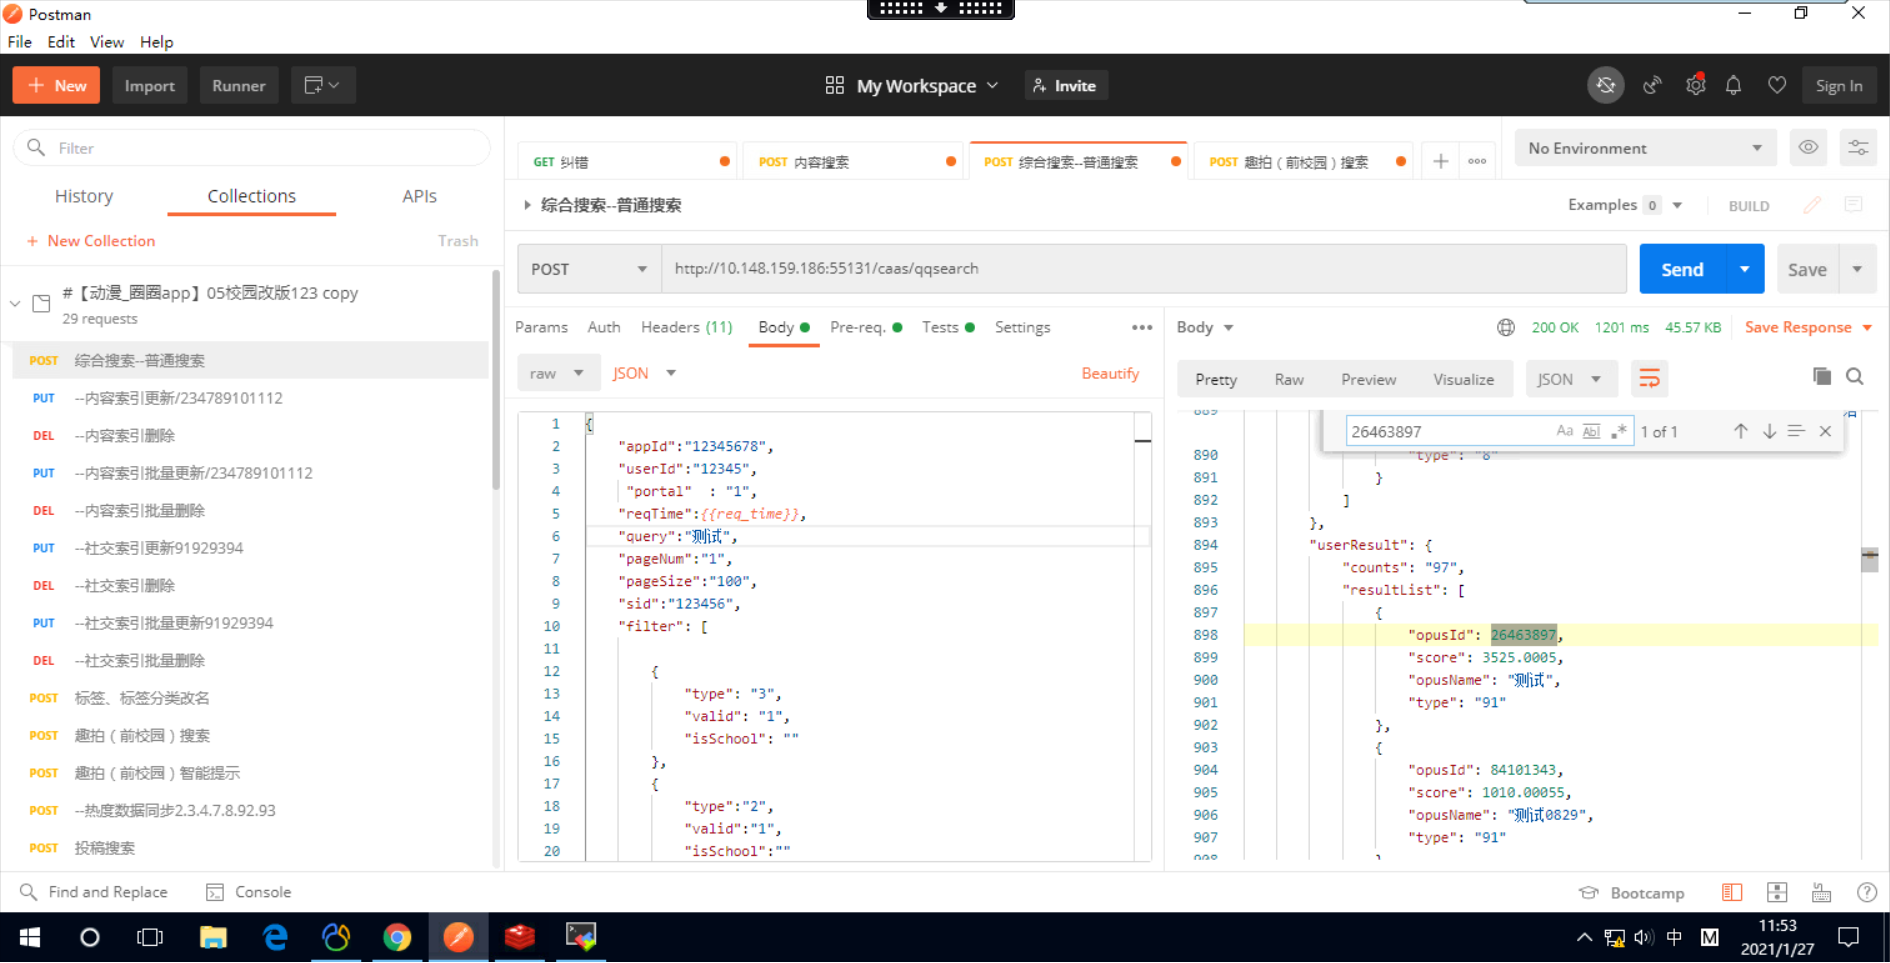 Postman
File Edit View Help
New Import Runner My Workspace Invite Sign In
Filter
History Collections APIs
+ New Collection Trash
#【动漫_圈圈app】05校园改版123 copy
29 requests
POST 综合搜索--普通搜索
PUT --内容索引更新/234789101112
DEL --内容索引删除
PUT --内容索引批量更新/234789101112
DEL --内容索引批量删除
PUT --社交索引更新91929394
DEL --社交索引删除
PUT --社交索引批量更新91929394
DEL --社交索引批量删除
POST 标签、标签分类改名
POST 趣拍（前校园）搜索
POST 趣拍（前校园）智能提示
POST --热度数据同步2.3.4.7.8.92.93
POST 投稿搜索
GET 纠错 POST 内容搜索 POST 综合搜索--普通搜索 POST 趣拍（前校园）搜索
No Environment
综合搜索--普通搜索
Examples 0 BUILD
POST http://10.148.159.186:55131/caas/qqsearch Send Save
Params Auth Headers (11) Body Pre-req. Tests Settings
raw JSON Beautify
1 {
2 "appId":"12345678",
3 "userId":"12345",
4 "portal" : "1",
5 "reqTime":{{req_time}},
6 "query":"测试",
7 "pageNum":"1",
8 "pageSize":"100",
9 "sid":"123456",
10 "filter": [
11
12 {
13 "type": "3",
14 "valid": "1",
15 "isSchool": ""
16 },
17 {
18 "type":"2",
19 "valid":"1",
20 "isSchool":""
Body 200 OK 1201 ms 45.57 KB Save Response
Pretty Raw Preview Visualize JSON
26463897 Aa Abl .* 1 of 1
889
890 "type": "8"
891 }
892 ]
893 },
894 "userResult": {
895 "counts": "97",
896 "resultList": [
897 {
898 "opusId": 26463897,
899 "score": 3525.0005,
900 "opusName": "测试",
901 "type": "91"
902 },
903 {
904 "opusId": 84101343,
905 "score": 1010.00055,
906 "opusName": "测试0829",
907 "type": "91"
908 }
Find and Replace Console Bootcamp
中 M 11:53
2021/1/27